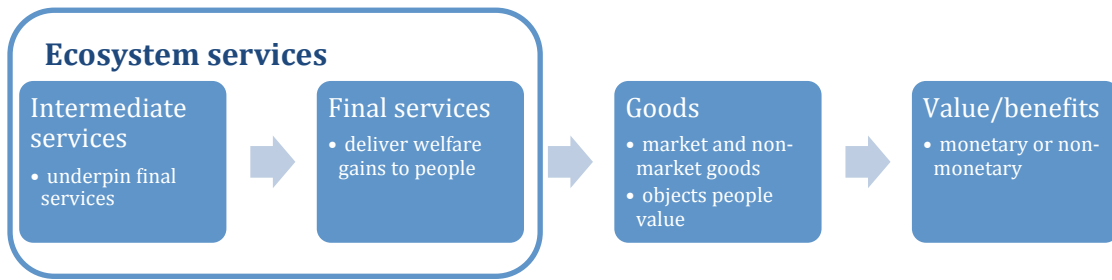 Ecosystem services
Intermediate
services
• underpin final
services
Final services
• deliver welfare
gains to people
Goods
• market and non-
market goods
• objects people
value
Value/benefits
• monetary or non-
monetary